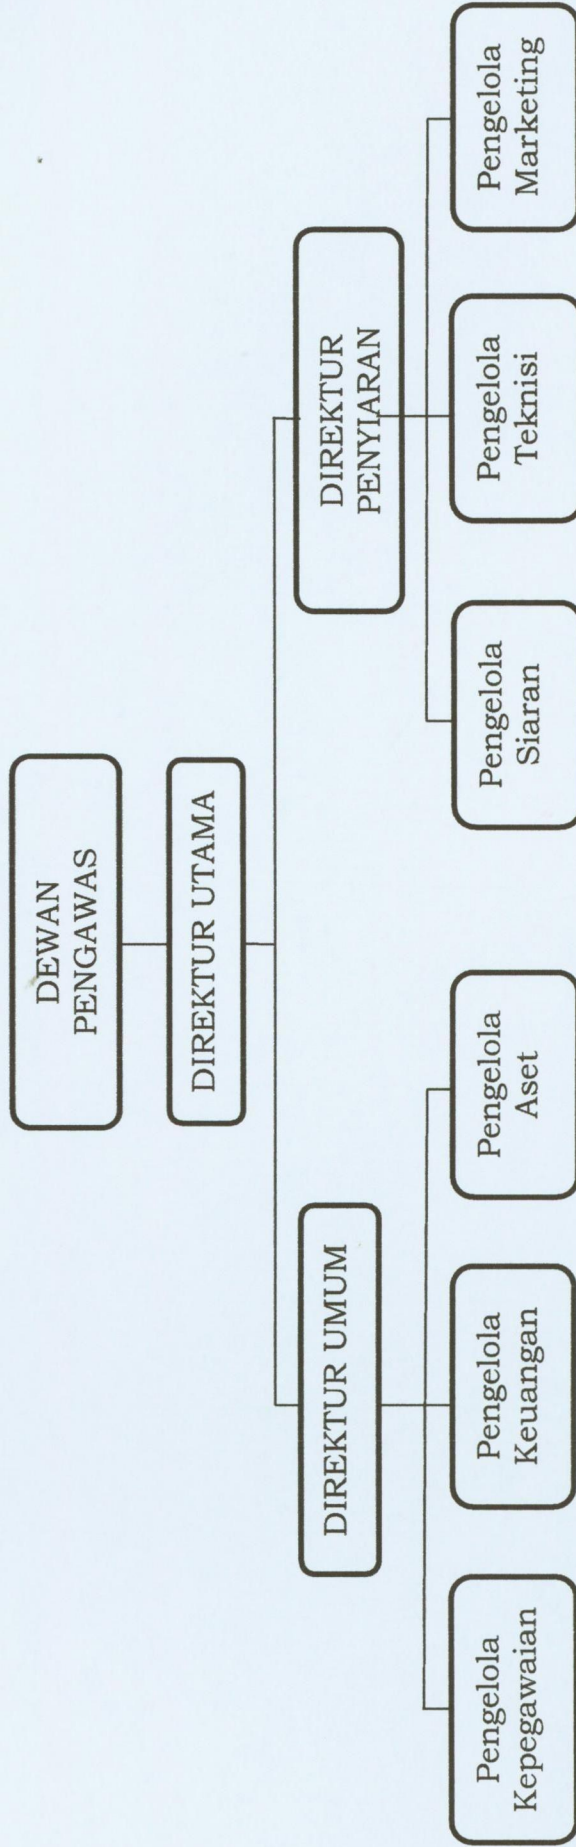 DEWAN
PENGAWAS
DIREKTUR UTAMA
DIREKTUR UMUM
DIREKTUR
PENYIARAN
Pengelola
Kepegawaian
Pengelola
Keuangan
Pengelola
Aset
Pengelola
Siaran
Pengelola
Teknisi
Pengelola
Marketing